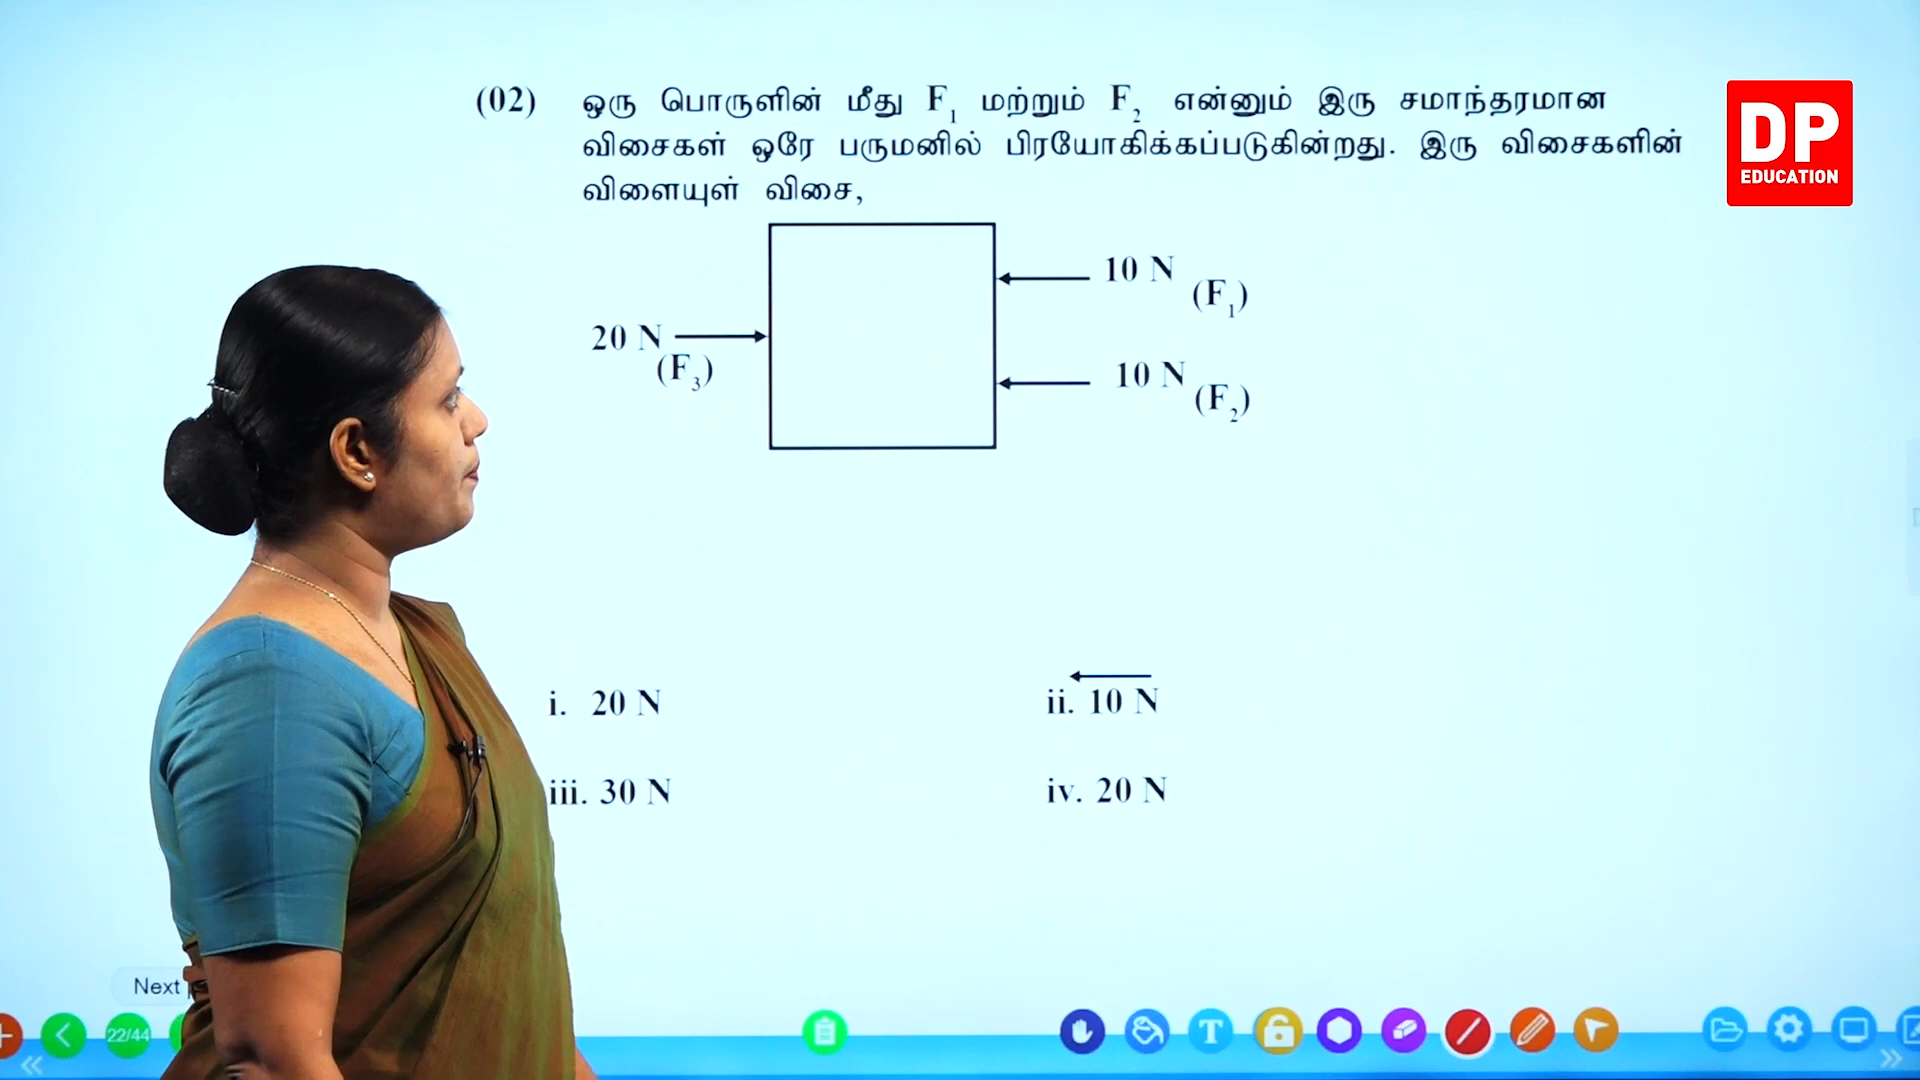 (02) ஒரு பொருளின் மீது F₁ மற்றும் F₂ என்னும் இரு சமாந்தரமான
விசைகள் ஒரே பருமனில் பிரயோகிக்கப்படுகின்றது. இரு விசைகளின்
விளையுள் விசை,
DP
EDUCATION
10 N
(F₁)
20 N
(F₃)
10 N
(F₂)
i. 20 N
ii. 10 N
iii. 30 N
iv. 20 N
Next
22/44
T